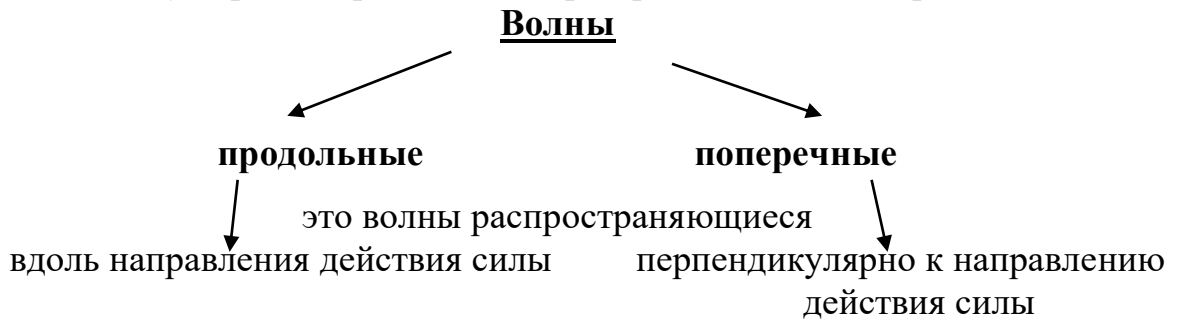 Волны
продольные поперечные
это волны распространяющиеся
вдоль направления действия силы перпендикулярно к направлению
действия силы